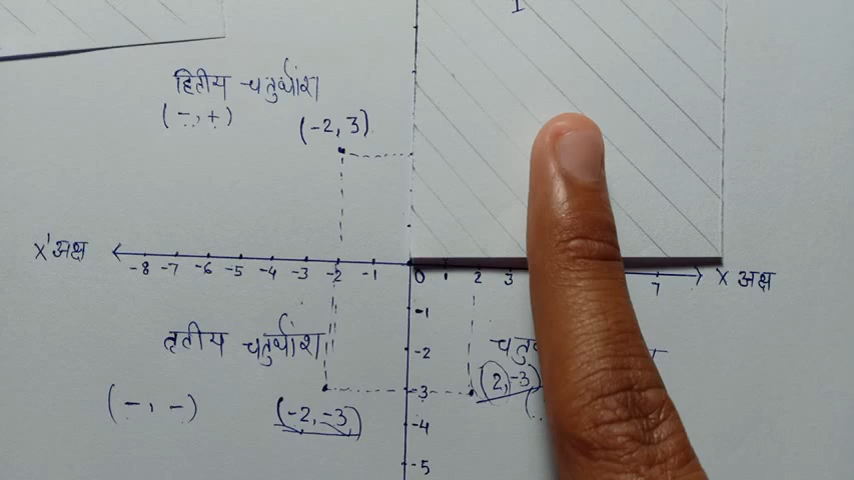 I
द्वितीय चतुर्थांश
(-,+)
(-2,3)
X' अक्ष
-8 -7 -6 -5 -4 -3 -2 -1 0 1 2 3 7
X अक्ष
-1
तृतीय चतुर्थांश
-2
(2,-3)
-3
(-,-)
(-2,-3)
-4
-5